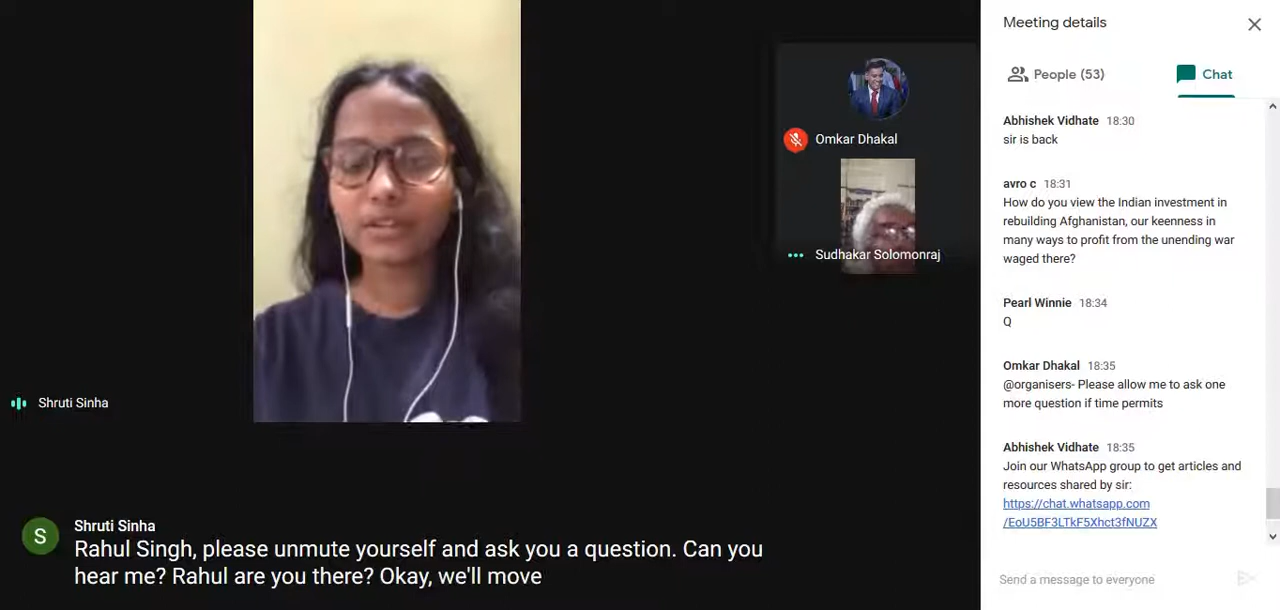 Omkar Dhakal
Sudhakar Solomonraj
Shruti Sinha
S
Shruti Sinha
Rahul Singh, please unmute yourself and ask you a question. Can you
hear me? Rahul are you there? Okay, we'll move
Meeting details
People (53)
Chat
Abhishek Vidhate 18:30
sir is back
avro c 18:31
How do you view the Indian investment in
rebuilding Afghanistan, our keenness in
many ways to profit from the unending war
waged there?
Pearl Winnie 18:34
Q
Omkar Dhakal 18:35
@organisers- Please allow me to ask one
more question if time permits
Abhishek Vidhate 18:35
Join our WhatsApp group to get articles and
resources shared by sir:
https://chat.whatsapp.com
/EoU5BF3LTkF5Xhct3fNUZX
Send a message to everyone